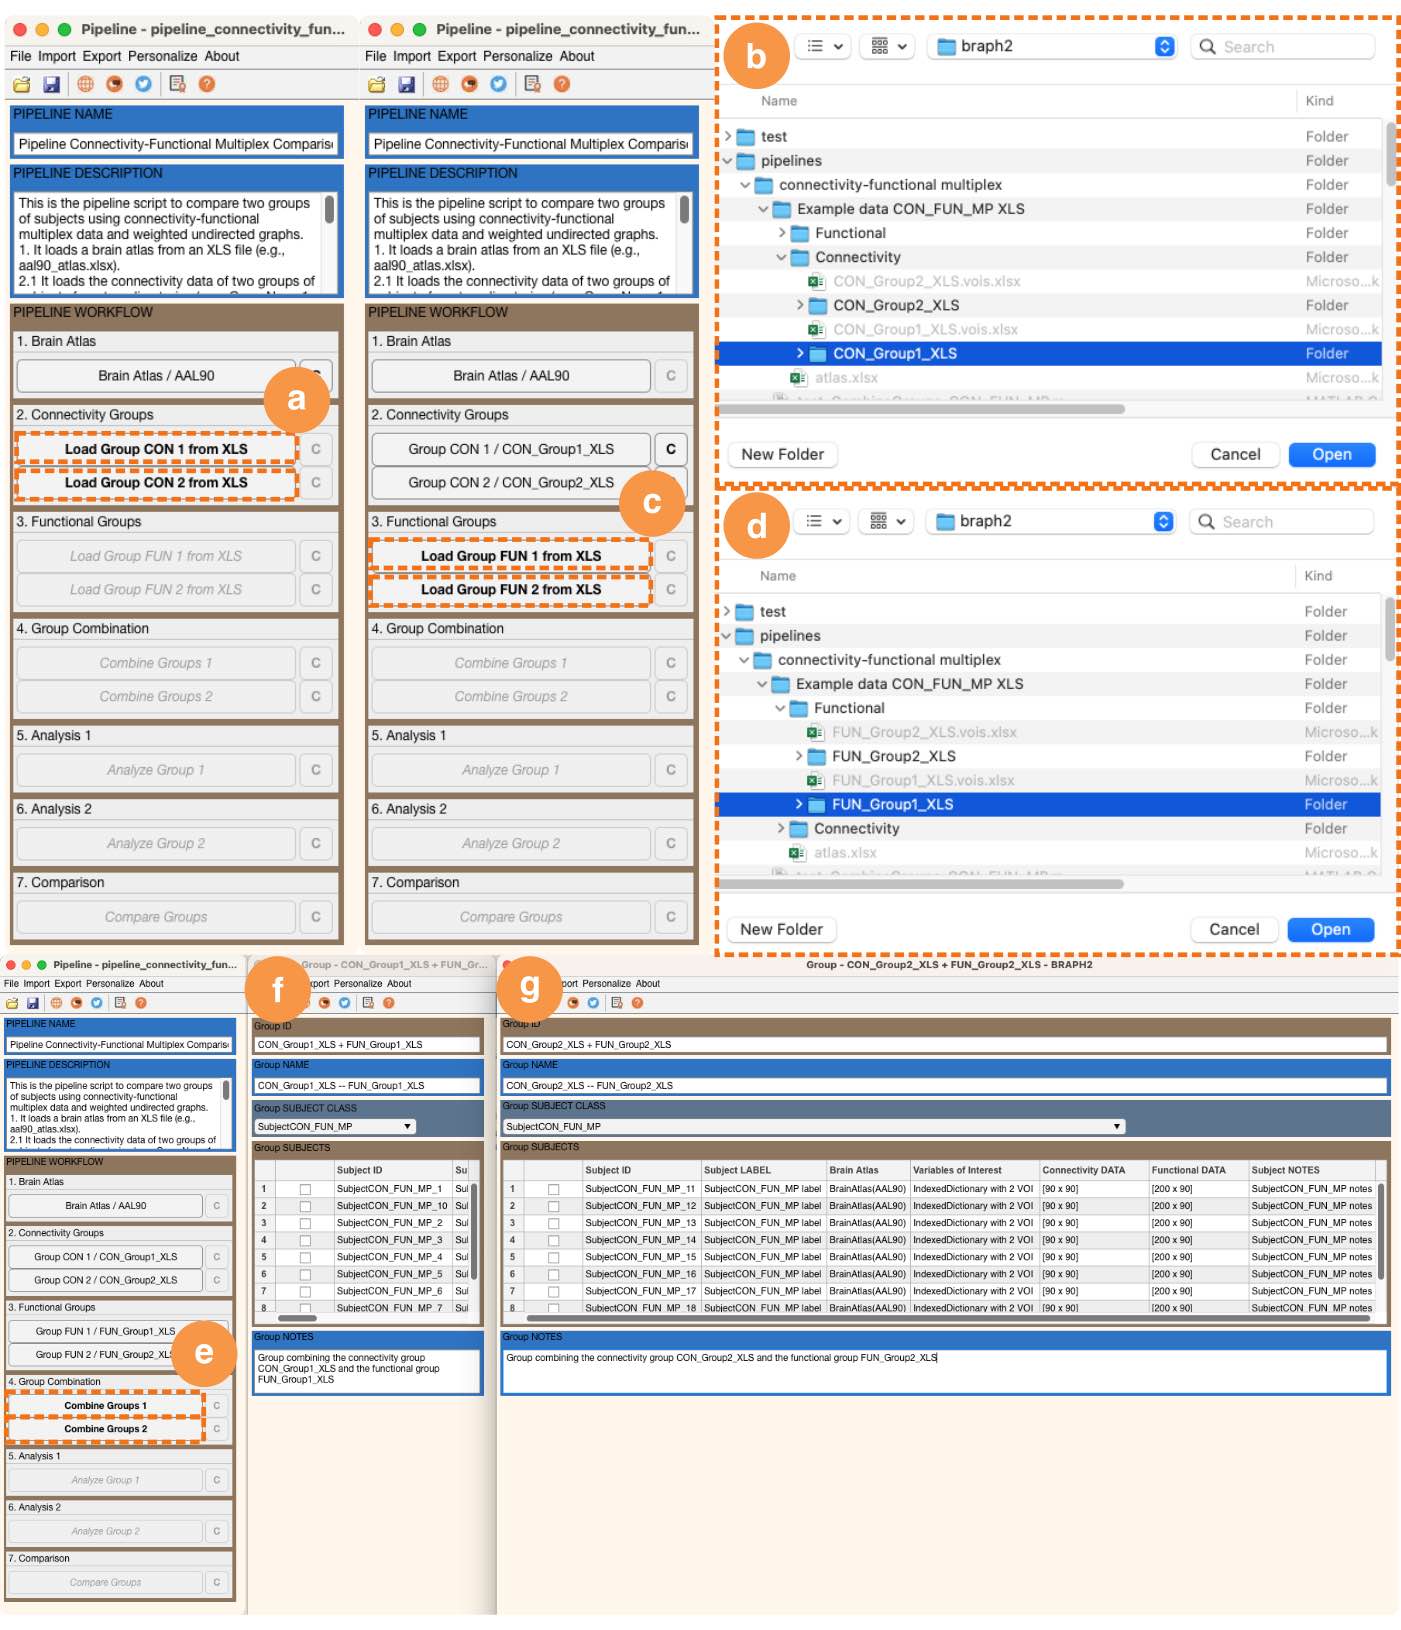 Pipeline - pipeline_connectivity_fun...
File Import Export Personalize About
PIPELINE NAME
Pipeline Connectivity-Functional Multiplex Comparis
PIPELINE DESCRIPTION
This is the pipeline script to compare two groups
of subjects using connectivity-functional
multiplex data and weighted undirected graphs.
1. It loads a brain atlas from an XLS file (e.g.,
aal90_atlas.xlsx).
2.1 It loads the connectivity data of two groups of
PIPELINE WORKFLOW
1. Brain Atlas
Brain Atlas / AAL90
a
2. Connectivity Groups
Load Group CON 1 from XLS C
Load Group CON 2 from XLS C
3. Functional Groups
Load Group FUN 1 from XLS C
Load Group FUN 2 from XLS C
4. Group Combination
Combine Groups 1 C
Combine Groups 2 C
5. Analysis 1
Analyze Group 1 C
6. Analysis 2
Analyze Group 2 C
7. Comparison
Compare Groups C
Pipeline - pipeline_connectivity_fun...
File Import Export Personalize About
PIPELINE NAME
Pipeline Connectivity-Functional Multiplex Comparis
PIPELINE DESCRIPTION
This is the pipeline script to compare two groups
of subjects using connectivity-functional
multiplex data and weighted undirected graphs.
1. It loads a brain atlas from an XLS file (e.g.,
aal90_atlas.xlsx).
2.1 It loads the connectivity data of two groups of
PIPELINE WORKFLOW
1. Brain Atlas
Brain Atlas / AAL90 C
2. Connectivity Groups
Group CON 1 / CON_Group1_XLS C
Group CON 2 / CON_Group2_XLS
c
3. Functional Groups
Load Group FUN 1 from XLS C
Load Group FUN 2 from XLS C
4. Group Combination
Combine Groups 1 C
Combine Groups 2 C
5. Analysis 1
Analyze Group 1 C
6. Analysis 2
Analyze Group 2 C
7. Comparison
Compare Groups C
b
braph2 Search
Name Kind
test Folder
pipelines Folder
connectivity-functional multiplex Folder
Example data CON_FUN_MP XLS Folder
Functional Folder
Connectivity Folder
CON_Group2_XLS.vois.xlsx Microso...k
CON_Group2_XLS Folder
CON_Group1_XLS.vois.xlsx Microso...k
CON_Group1_XLS Folder
atlas.xlsx Microso...k
New Folder Cancel Open
d
braph2 Search
Name Kind
test Folder
pipelines Folder
connectivity-functional multiplex Folder
Example data CON_FUN_MP XLS Folder
Functional Folder
FUN_Group2_XLS.vois.xlsx Microso...k
FUN_Group2_XLS Folder
FUN_Group1_XLS.vois.xlsx Microso...k
FUN_Group1_XLS Folder
Connectivity Folder
atlas.xlsx Microso...k
New Folder Cancel Open
Pipeline - pipeline_connectivity_fun...
File Import Export Personalize About
PIPELINE NAME
Pipeline Connectivity-Functional Multiplex Comparis
PIPELINE DESCRIPTION
This is the pipeline script to compare two groups
of subjects using connectivity-functional
multiplex data and weighted undirected graphs.
1. It loads a brain atlas from an XLS file (e.g.,
aal90_atlas.xlsx).
2.1 It loads the connectivity data of two groups of
PIPELINE WORKFLOW
1. Brain Atlas
Brain Atlas / AAL90 C
2. Connectivity Groups
Group CON 1 / CON_Group1_XLS C
Group CON 2 / CON_Group2_XLS C
3. Functional Groups
Group FUN 1 / FUN_Group1_XLS
Group FUN 2 / FUN_Group2_XLS
e
4. Group Combination
Combine Groups 1 C
Combine Groups 2 C
5. Analysis 1
Analyze Group 1 C
6. Analysis 2
Analyze Group 2 C
7. Comparison
Compare Groups C
f
Group - CON_Group1_XLS + FUN_Gr...
xport Personalize About
Group ID
CON_Group1_XLS + FUN_Group1_XLS
Group NAME
CON_Group1_XLS -- FUN_Group1_XLS
Group SUBJECT CLASS
SubjectCON_FUN_MP
Group SUBJECTS
Subject ID Su
1 SubjectCON_FUN_MP_1 Sul
2 SubjectCON_FUN_MP_10 Sul
3 SubjectCON_FUN_MP_2 Sul
4 SubjectCON_FUN_MP_3 Sul
5 SubjectCON_FUN_MP_4 Sul
6 SubjectCON_FUN_MP_5 Sul
7 SubjectCON_FUN_MP_6 Sul
8 SubjectCON_FUN_MP_7 Sul
Group NOTES
Group combining the connectivity group
CON_Group1_XLS and the functional group
FUN_Group1_XLS
g
Group - CON_Group2_XLS + FUN_Group2_XLS - BRAPH2
port Personalize About
Group ID
CON_Group2_XLS + FUN_Group2_XLS
Group NAME
CON_Group2_XLS -- FUN_Group2_XLS
Group SUBJECT CLASS
SubjectCON_FUN_MP
Group SUBJECTS
Subject ID Subject LABEL Brain Atlas Variables of Interest Connectivity DATA Functional DATA Subject NOTES
1 SubjectCON_FUN_MP_11 SubjectCON_FUN_MP label BrainAtlas(AAL90) IndexedDictionary with 2 VOI [90 x 90] [200 x 90] SubjectCON_FUN_MP notes
2 SubjectCON_FUN_MP_12 SubjectCON_FUN_MP label BrainAtlas(AAL90) IndexedDictionary with 2 VOI [90 x 90] [200 x 90] SubjectCON_FUN_MP notes
3 SubjectCON_FUN_MP_13 SubjectCON_FUN_MP label BrainAtlas(AAL90) IndexedDictionary with 2 VOI [90 x 90] [200 x 90] SubjectCON_FUN_MP notes
4 SubjectCON_FUN_MP_14 SubjectCON_FUN_MP label BrainAtlas(AAL90) IndexedDictionary with 2 VOI [90 x 90] [200 x 90] SubjectCON_FUN_MP notes
5 SubjectCON_FUN_MP_15 SubjectCON_FUN_MP label BrainAtlas(AAL90) IndexedDictionary with 2 VOI [90 x 90] [200 x 90] SubjectCON_FUN_MP notes
6 SubjectCON_FUN_MP_16 SubjectCON_FUN_MP label BrainAtlas(AAL90) IndexedDictionary with 2 VOI [90 x 90] [200 x 90] SubjectCON_FUN_MP notes
7 SubjectCON_FUN_MP_17 SubjectCON_FUN_MP label BrainAtlas(AAL90) IndexedDictionary with 2 VOI [90 x 90] [200 x 90] SubjectCON_FUN_MP notes
8 SubjectCON_FUN_MP_18 SubjectCON_FUN_MP label BrainAtlas(AAL90) IndexedDictionary with 2 VOI [90 x 90] [200 x 90] SubjectCON_FUN_MP notes
Group NOTES
Group combining the connectivity group CON_Group2_XLS and the functional group FUN_Group2_XLS